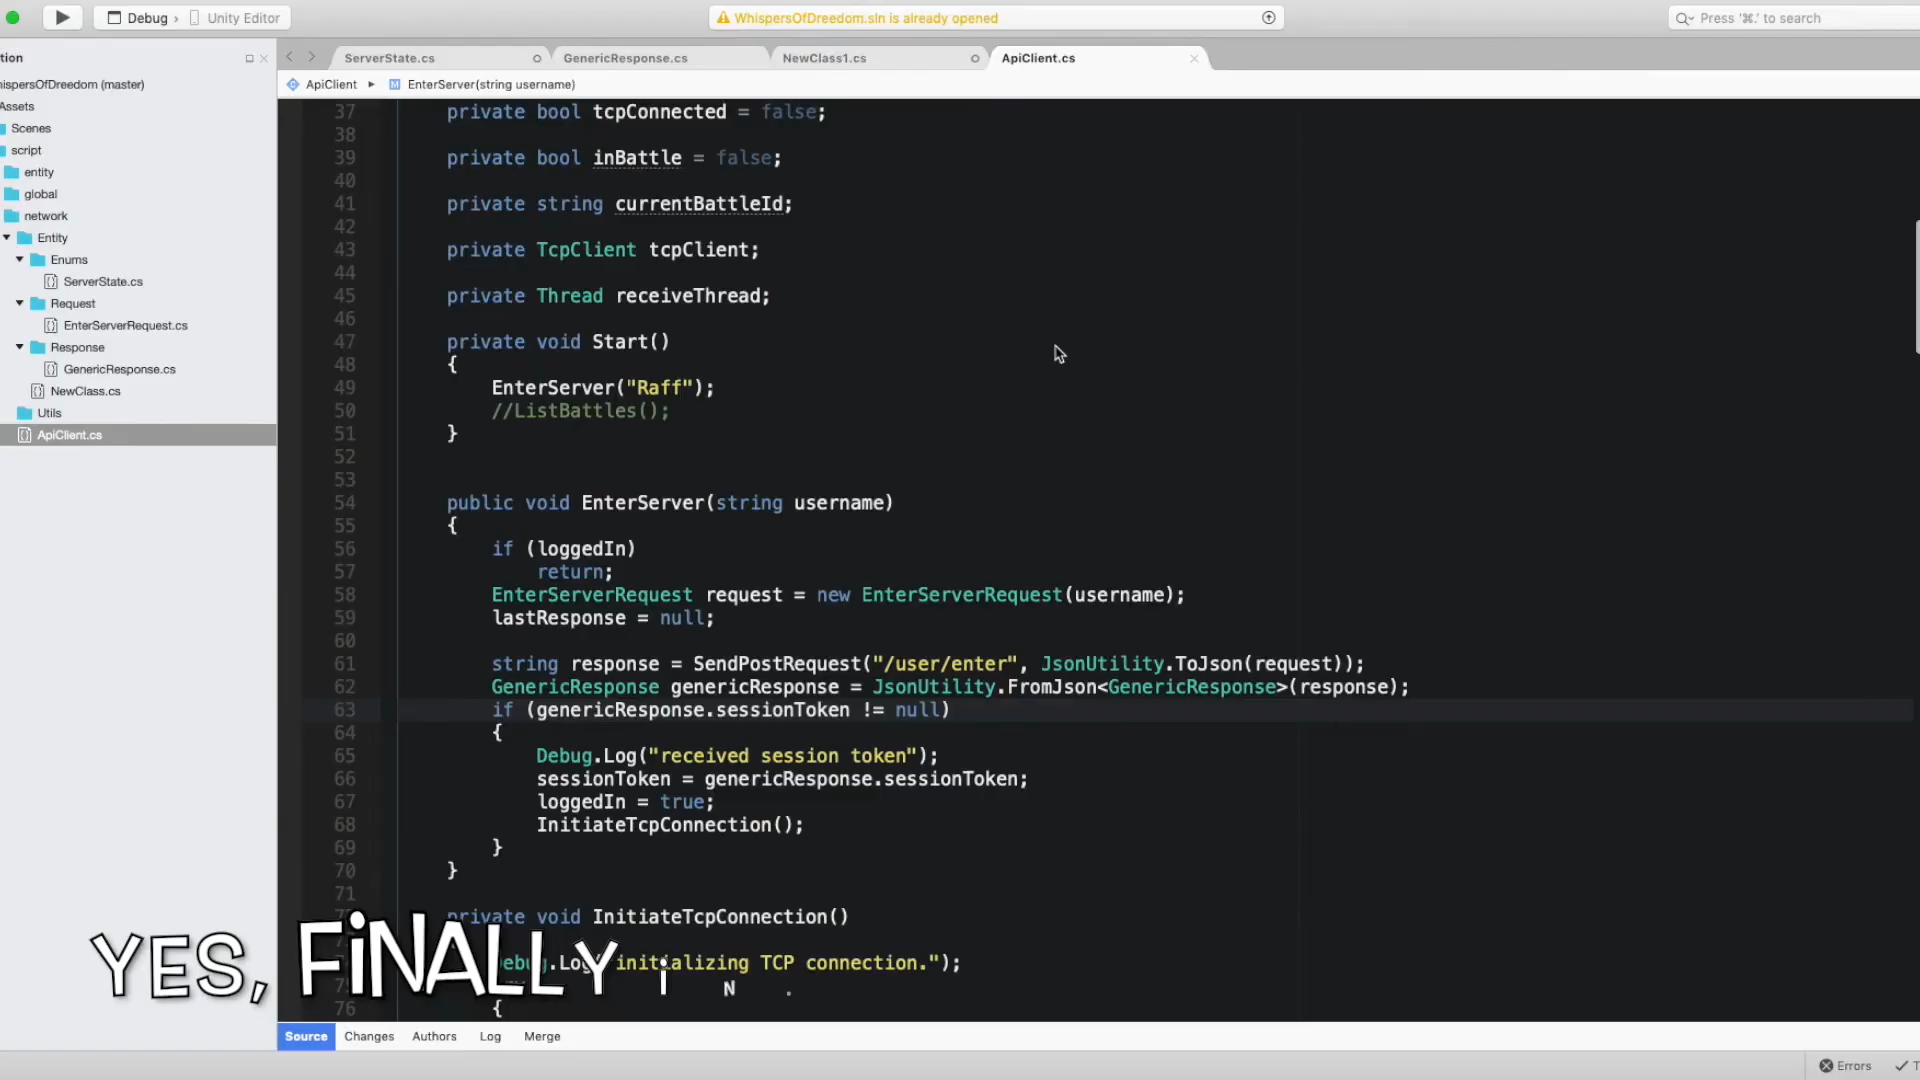 Debug › Unity Editor
WhispersOfDreedom.sln is already opened
Press '⌘.' to search
tion
ServerState.cs
GenericResponse.cs
NewClass1.cs
ApiClient.cs
hispersOfDreedom (master)
ApiClient ▸ EnterServer(string username)
Assets
Scenes
script
entity
global
network
Entity
Enums
ServerState.cs
Request
EnterServerRequest.cs
Response
GenericResponse.cs
NewClass.cs
Utils
ApiClient.cs
37 private bool tcpConnected = false;
38
39 private bool inBattle = false;
40
41 private string currentBattleId;
42
43 private TcpClient tcpClient;
44
45 private Thread receiveThread;
46
47 private void Start()
48 {
49 EnterServer("Raff");
50 //ListBattles();
51 }
52
53
54 public void EnterServer(string username)
55 {
56 if (loggedIn)
57 return;
58 EnterServerRequest request = new EnterServerRequest(username);
59 lastResponse = null;
60
61 string response = SendPostRequest("/user/enter", JsonUtility.ToJson(request));
62 GenericResponse genericResponse = JsonUtility.FromJson<GenericResponse>(response);
63 if (genericResponse.sessionToken != null)
64 {
65 Debug.Log("received session token");
66 sessionToken = genericResponse.sessionToken;
67 loggedIn = true;
68 InitiateTcpConnection();
69 }
70 }
71
private void InitiateTcpConnection()
Debug.Log("initializing TCP connection.");
76 {
YES, FiNALLY i N .
Source Changes Authors Log Merge
Errors